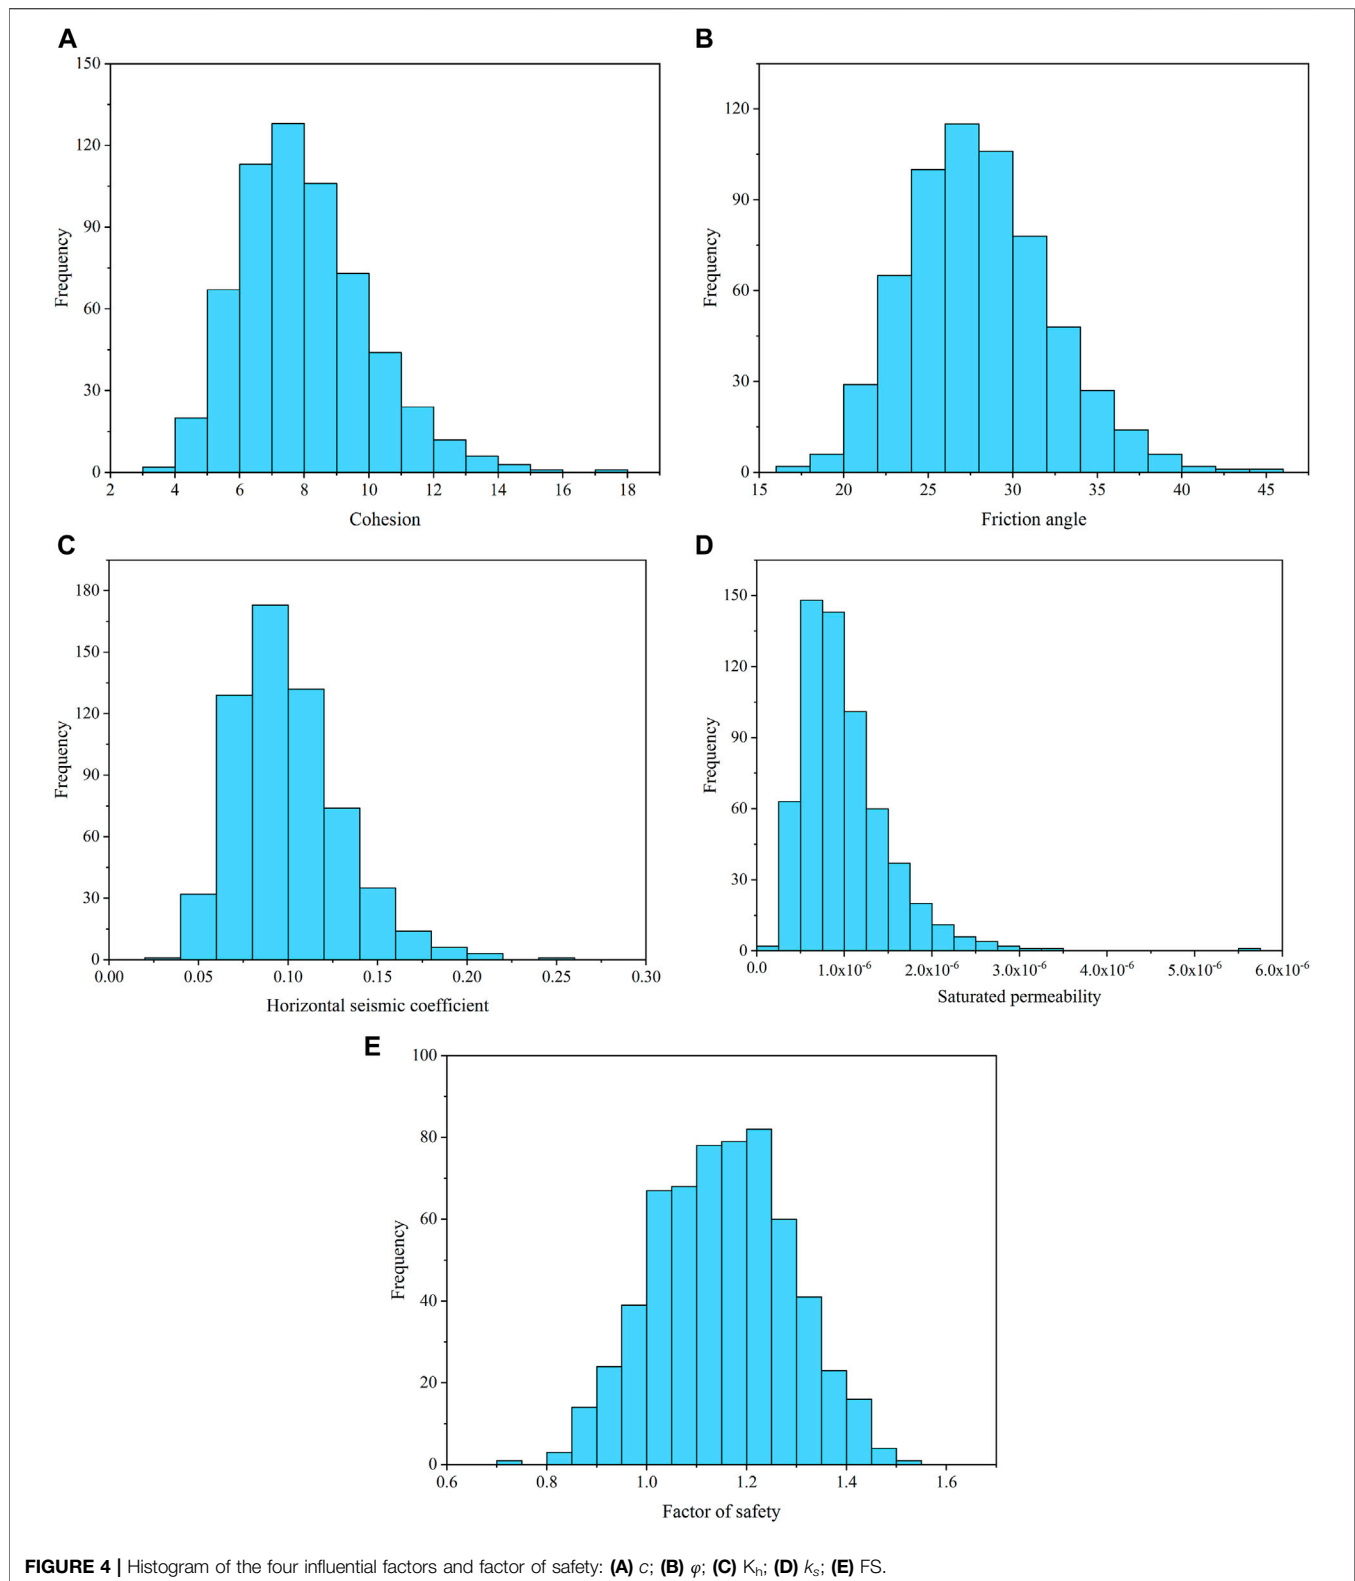 A
150
120
90
60
30
0
Frequency
2 4 6 8 10 12 14 16 18
Cohesion
B
120
90
60
30
0
Frequency
15 20 25 30 35 40 45
Friction angle
C
180
150
120
90
60
30
0
Frequency
0.00 0.05 0.10 0.15 0.20 0.25 0.30
Horizontal seismic coefficient
D
150
120
90
60
30
0
Frequency
0.0 1.0x10⁻⁶ 2.0x10⁻⁶ 3.0x10⁻⁶ 4.0x10⁻⁶ 5.0x10⁻⁶ 6.0x10⁻⁶
Saturated permeability
E
100
80
60
40
20
0
Frequency
0.6 0.8 1.0 1.2 1.4 1.6
Factor of safety
FIGURE 4 | Histogram of the four influential factors and factor of safety: (A) c; (B) φ; (C) Kₕ; (D) kₛ; (E) FS.